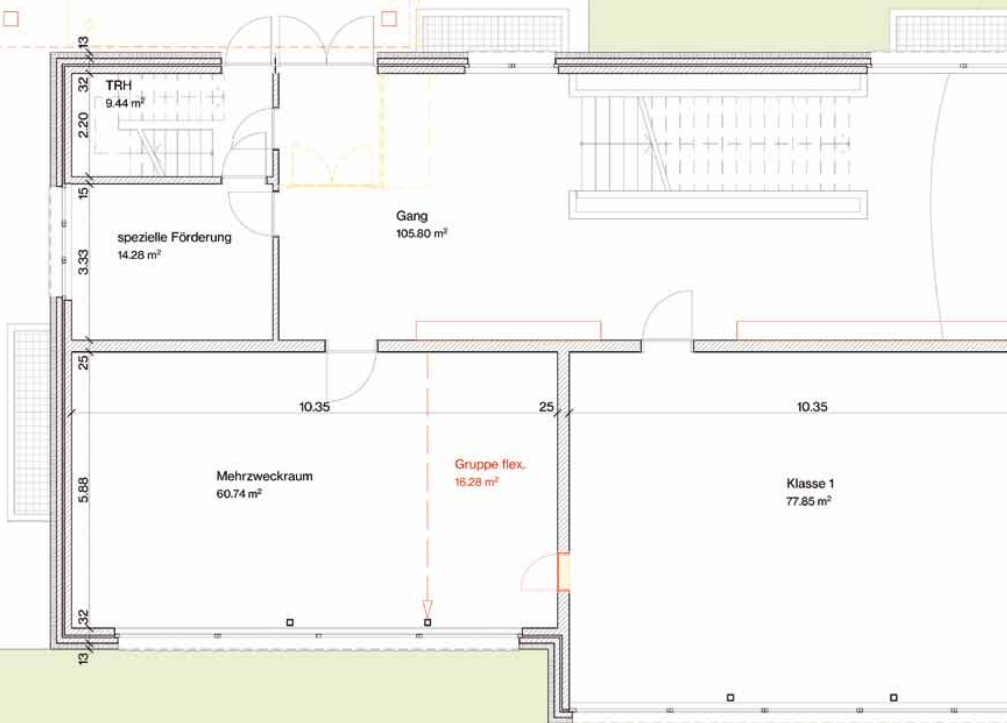 13
32
TRH
9.44 m²
2.20
15
Gang
105.80 m²
spezielle Förderung
14.28 m²
3.33
25
10.35
25
10.35
Mehrzweckraum
60.74 m²
Gruppe flex.
16.28 m²
Klasse 1
77.85 m²
5.88
32
13